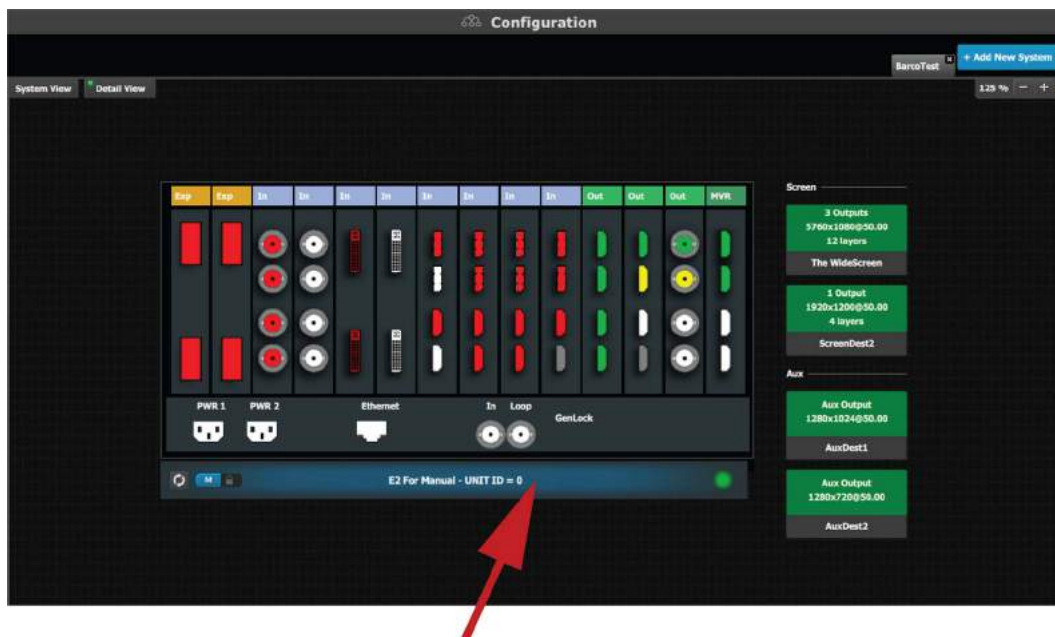 Configuration
BarcoTest
+ Add New System
System View
Detail View
125 %
Exp Exp In In In In In In In In Out Out Out MVR
PWR 1 PWR 2 Ethernet In Loop GenLock
M
E2 For Manual - UNIT ID = 0
Screen
3 Outputs
5760x1080@50.00
12 layers
The WideScreen
1 Output
1920x1200@50.00
4 layers
ScreenDest2
Aux
Aux Output
1280x1024@50.00
AuxDest1
Aux Output
1280x720@50.00
AuxDest2